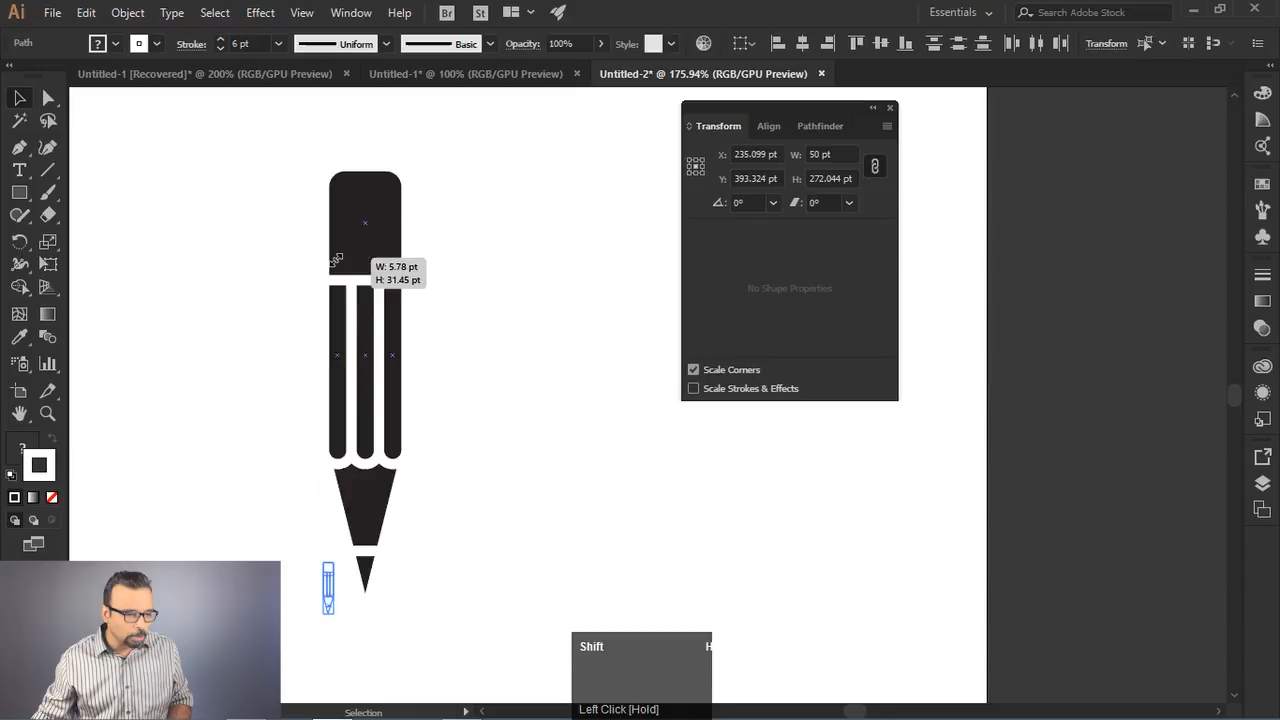 Ai File Edit Object Type Select Effect View Window Help Br St Essentials Search Adobe Stock
Path ? Stroke: 6 pt Uniform Basic Opacity: 100% Style: Transform
Untitled-1 [Recovered]* @ 200% (RGB/GPU Preview) Untitled-1* @ 100% (RGB/GPU Preview) Untitled-2* @ 175.94% (RGB/GPU Preview)
Transform Align Pathfinder
X: 235.099 pt W: 50 pt
Y: 393.324 pt H: 272.044 pt
0° 0°
W: 5.78 pt
H: 31.45 pt
No Shape Properties
Scale Corners
Scale Strokes & Effects
?
Shift H
Left Click [Hold]
Selection